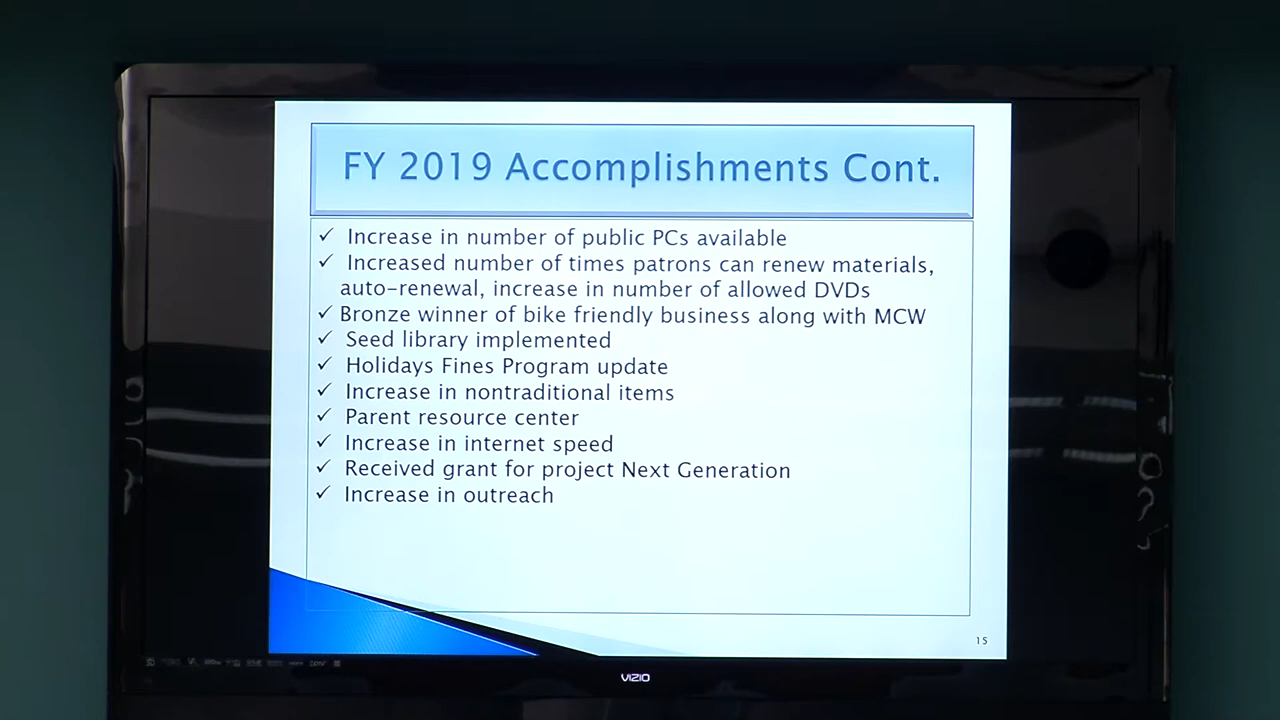 FY 2019 Accomplishments Cont.
✓ Increase in number of public PCs available
✓ Increased number of times patrons can renew materials,
auto-renewal, increase in number of allowed DVDs
✓ Bronze winner of bike friendly business along with MCW
✓ Seed library implemented
✓ Holidays Fines Program update
✓ Increase in nontraditional items
✓ Parent resource center
✓ Increase in internet speed
✓ Received grant for project Next Generation
✓ Increase in outreach
15
VIZIO